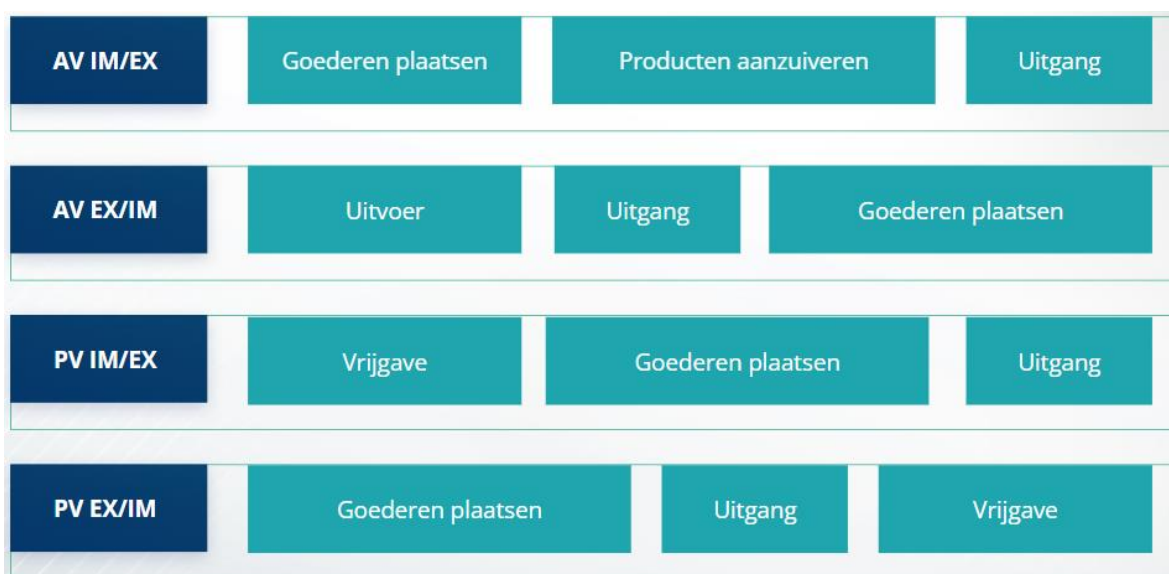 AV IM/EX Goederen plaatsen Producten aanzuiveren Uitgang
AV EX/IM Uitvoer Uitgang Goederen plaatsen
PV IM/EX Vrijgave Goederen plaatsen Uitgang
PV EX/IM Goederen plaatsen Uitgang Vrijgave